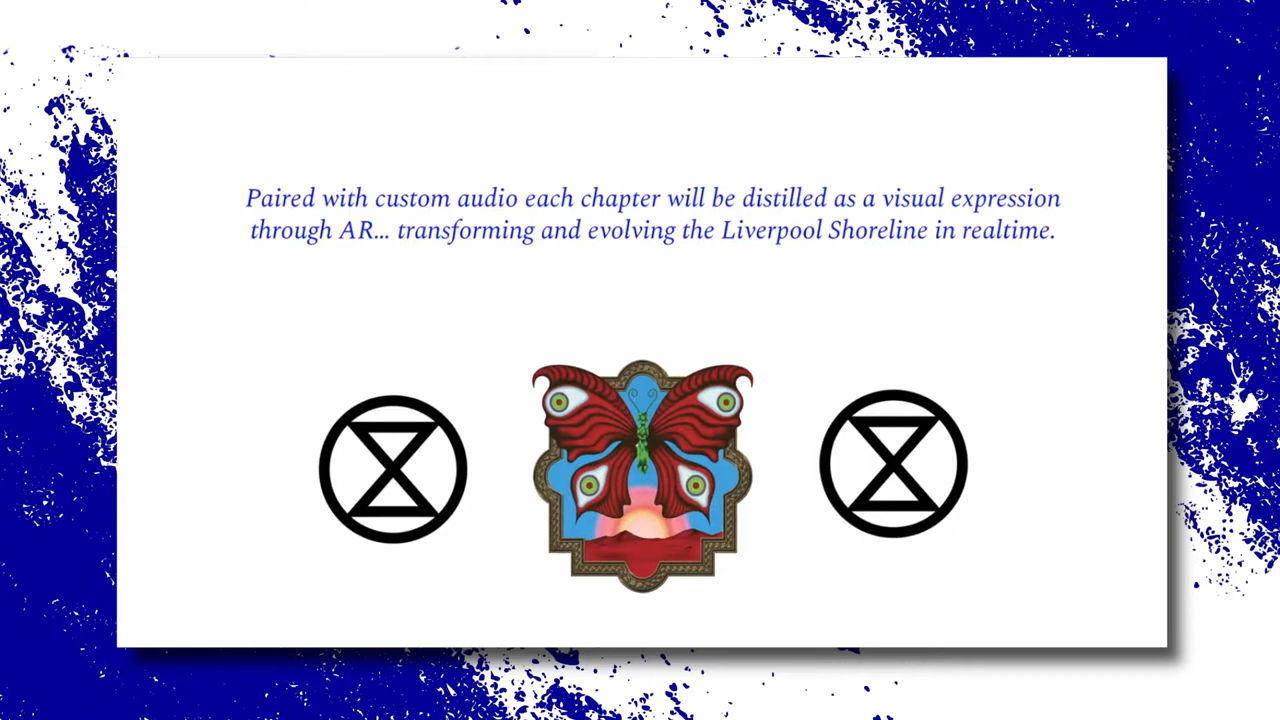 Paired with custom audio each chapter will be distilled as a visual expression
through AR... transforming and evolving the Liverpool Shoreline in realtime.